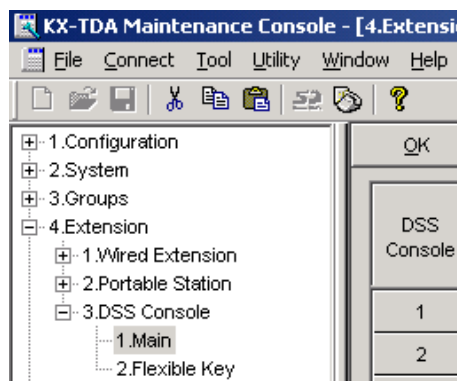 KX-TDA Maintenance Console - [4.Extensi
File Connect Tool Utility Window Help
1.Configuration
2.System
3.Groups
4.Extension
1.Wired Extension
2.Portable Station
3.DSS Console
1.Main
2.Flexible Key
OK
DSS
Console
1
2